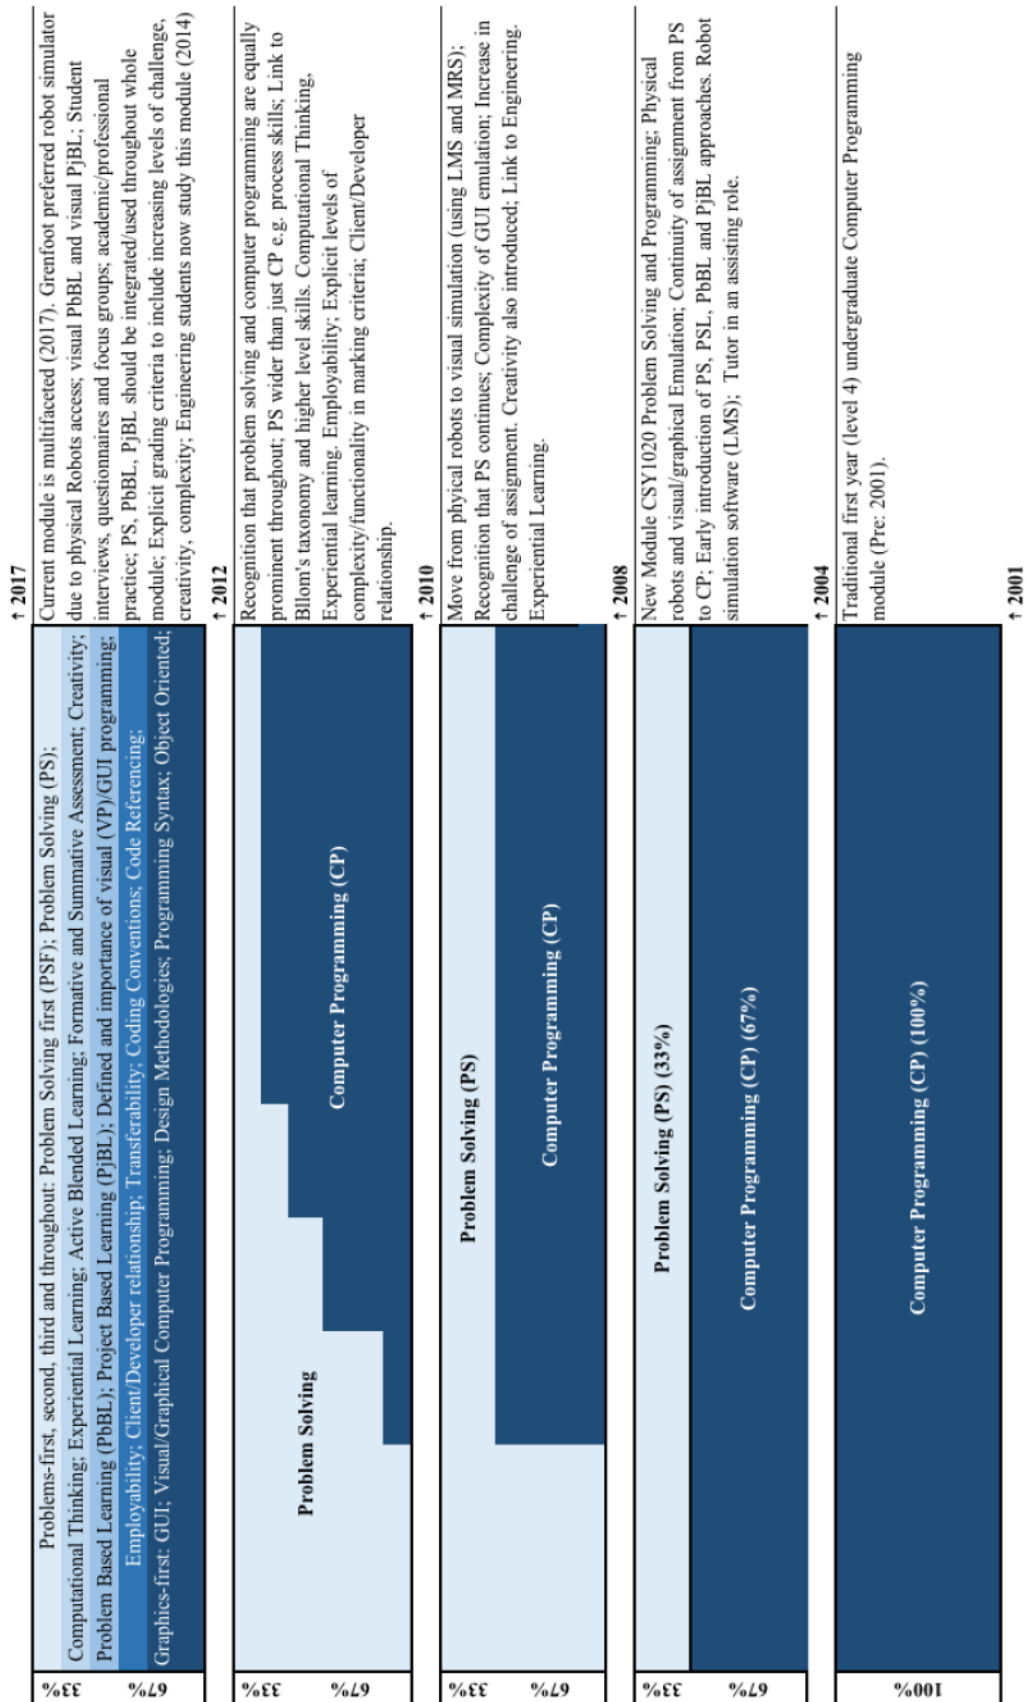 ↑ 2017
33%
67%
Problems-first, second, third and throughout: Problem Solving first (PSF); Problem Solving (PS);
Computational Thinking; Experiential Learning; Active Blended Learning; Formative and Summative Assessment; Creativity;
Problem Based Learning (PbBL); Project Based Learning (PjBL); Defined and importance of visual (VP)/GUI programming;
Employability; Client/Developer relationship; Transferability; Coding Conventions; Code Referencing;
Graphics-first: GUI; Visual/Graphical Computer Programming; Design Methodologies; Programming Syntax; Object Oriented;
Current module is multifaceted (2017). Grenfoot preferred robot simulator
due to physical Robots access; visual PbBL and visual PjBL; Student
interviews, questionnaires and focus groups; academic/professional
practice; PS, PbBL, PjBL should be integrated/used throughout whole
module; Explicit grading criteria to include increasing levels of challenge,
creativity, complexity; Engineering students now study this module (2014)
↑ 2012
33%
67%
Problem Solving
Computer Programming (CP)
Recognition that problem solving and computer programming are equally
prominent throughout; PS wider than just CP e.g. process skills; Link to
Bllom's taxonomy and higher level skills. Computational Thinking,
Experiential learning. Employability; Explicit levels of
complexity/functionality in marking criteria; Client/Developer
relationship.
↑ 2010
33%
67%
Problem Solving (PS)
Computer Programming (CP)
Move from phyical robots to visual simulation (using LMS and MRS);
Recognition that PS continues; Complexity of GUI emulation; Increase in
challenge of assignment. Creativity also introduced; Link to Engineering.
Experiential Learning.
↑ 2008
33%
67%
Problem Solving (PS) (33%)
Computer Programming (CP) (67%)
New Module CSY1020 Problem Solving and Programming; Physical
robots and visual/graphical Emulation; Continuity of assignment from PS
to CP; Early introduction of PS, PSL, PbBL and PjBL approaches. Robot
simulation software (LMS); Tutor in an assisting role.
↑ 2004
100%
Computer Programming (CP) (100%)
Traditional first year (level 4) undergraduate Computer Programming
module (Pre: 2001).
↑ 2001